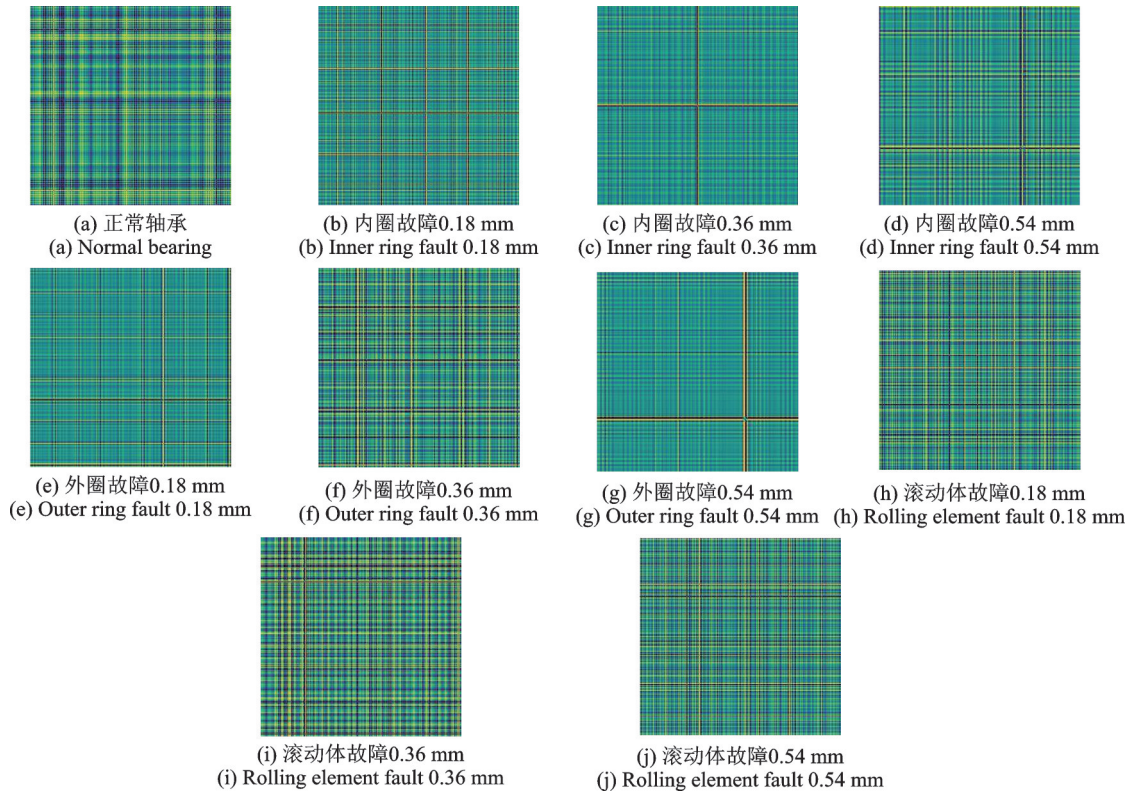 (a) 正常轴承
(a) Normal bearing
(b) 内圈故障0.18 mm
(b) Inner ring fault 0.18 mm
(c) 内圈故障0.36 mm
(c) Inner ring fault 0.36 mm
(d) 内圈故障0.54 mm
(d) Inner ring fault 0.54 mm
(e) 外圈故障0.18 mm
(e) Outer ring fault 0.18 mm
(f) 外圈故障0.36 mm
(f) Outer ring fault 0.36 mm
(g) 外圈故障0.54 mm
(g) Outer ring fault 0.54 mm
(h) 滚动体故障0.18 mm
(h) Rolling element fault 0.18 mm
(i) 滚动体故障0.36 mm
(i) Rolling element fault 0.36 mm
(j) 滚动体故障0.54 mm
(j) Rolling element fault 0.54 mm